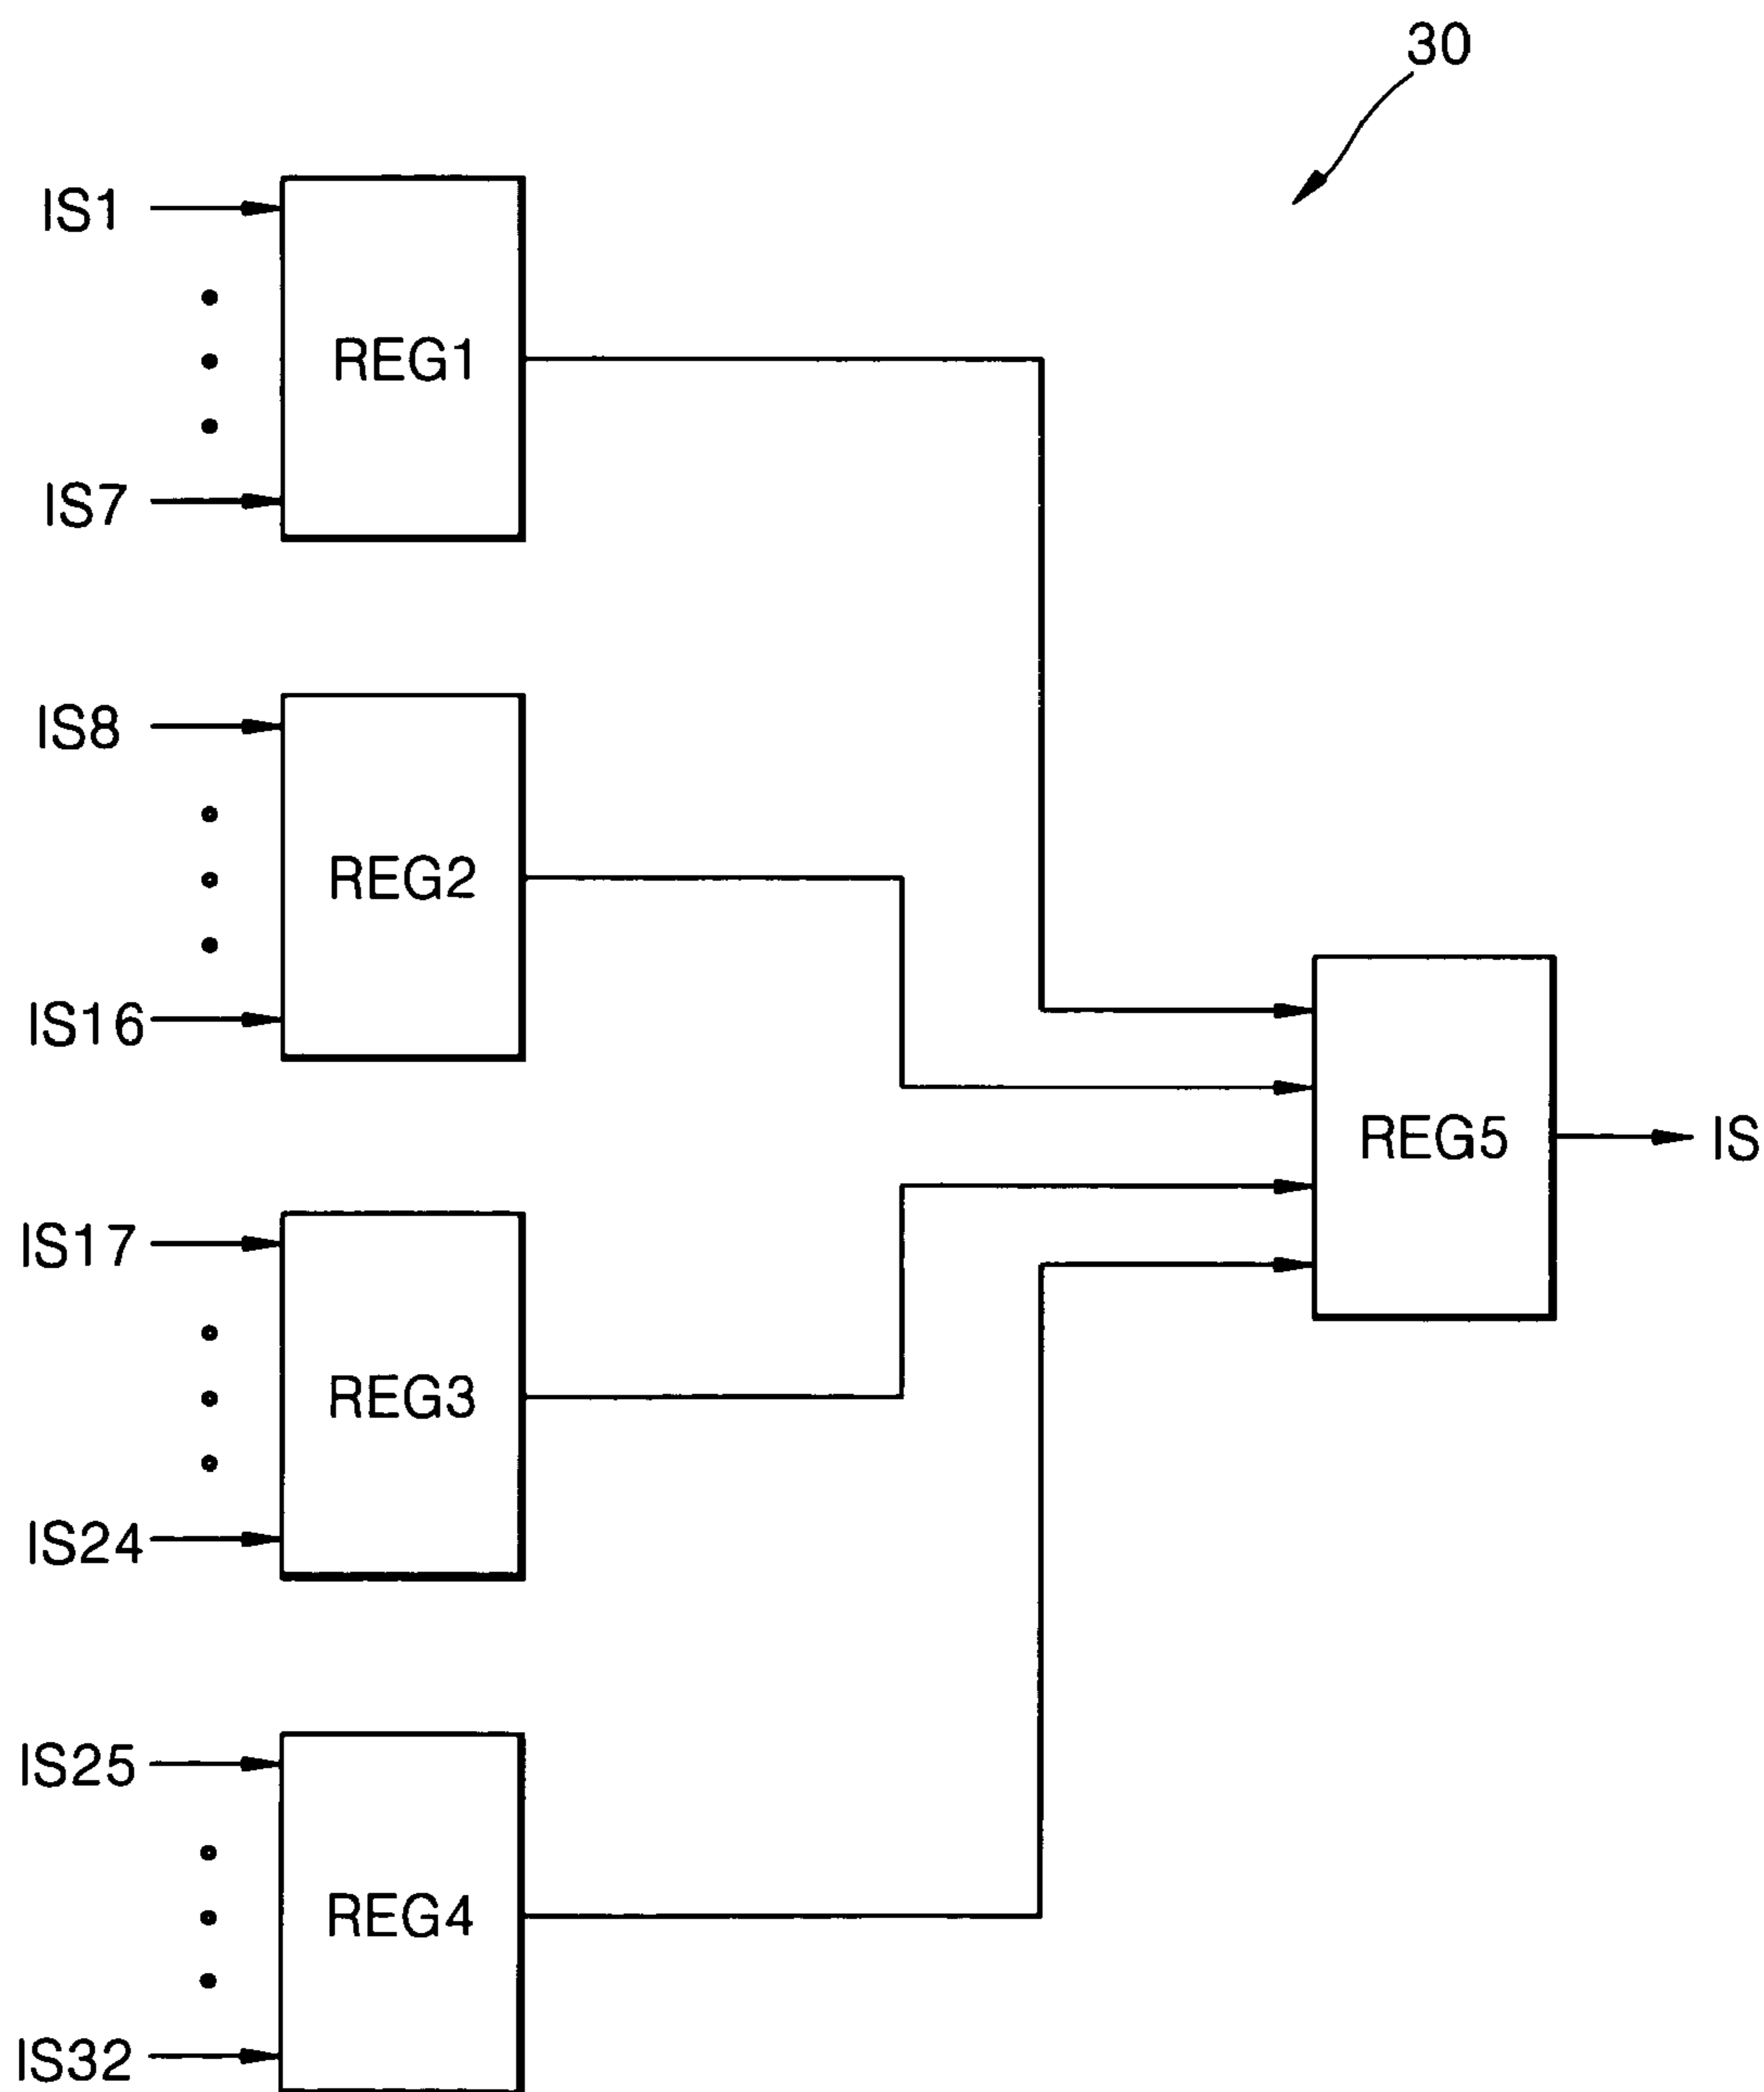 30
IS1
REG1
IS7
IS8
REG2
IS16
REG5
IS
IS17
REG3
IS24
IS25
REG4
IS32